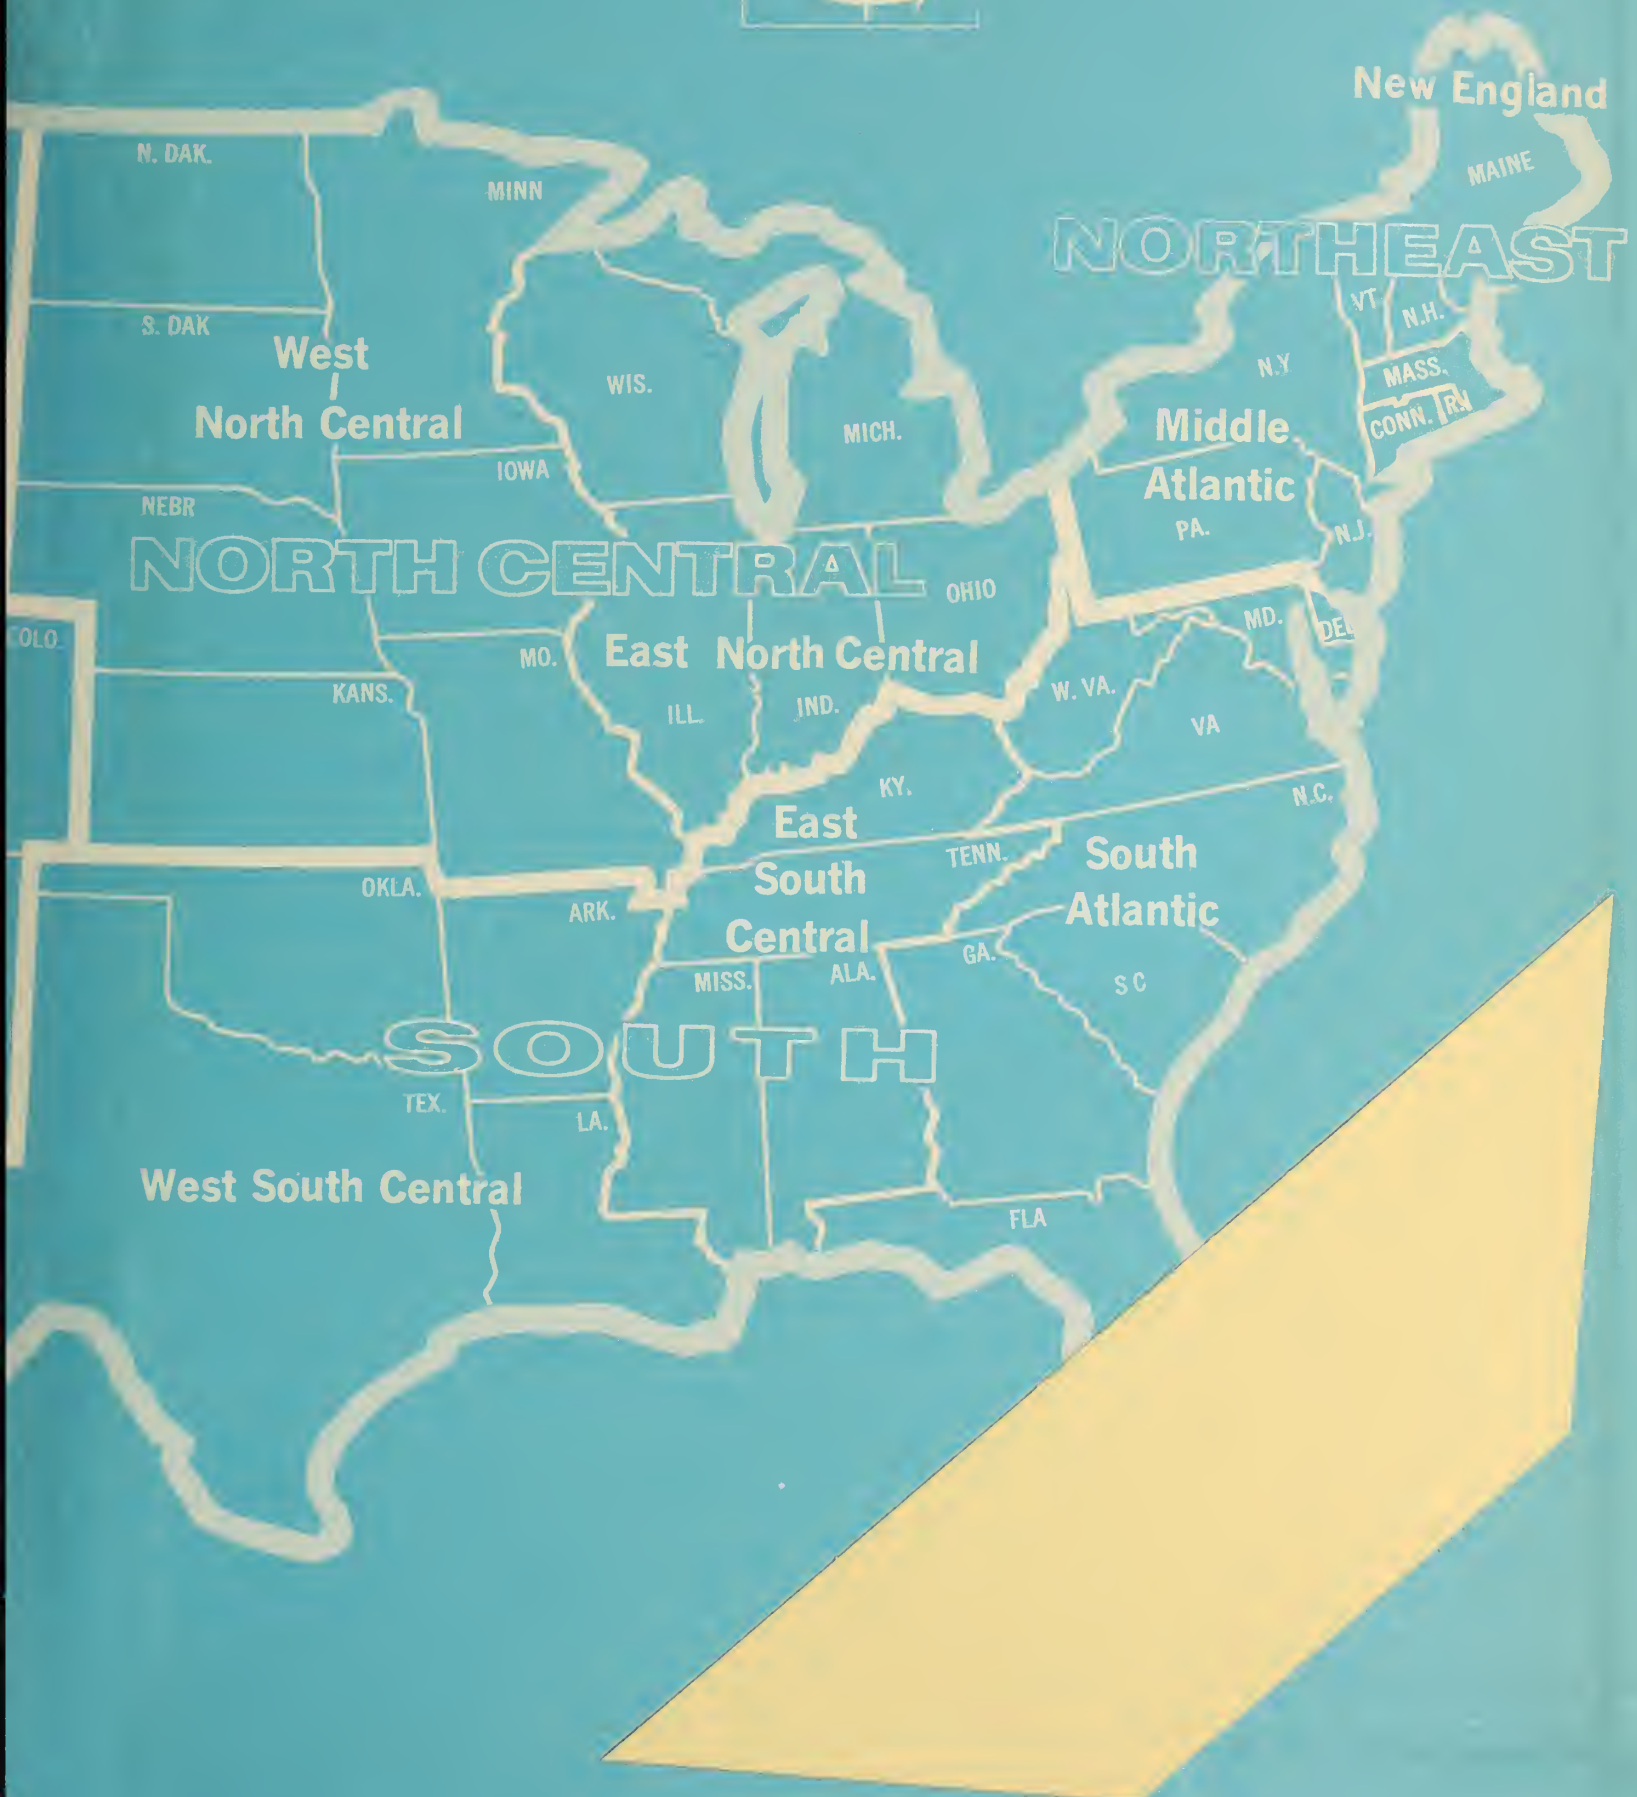 New England
MAINE
N. DAK.
MINN
NORTHEAST
VT
N.H.
S. DAK
West
North Central
WIS.
MICH.
N.Y
MASS.
CONN.
R.I
Middle
Atlantic
PA.
N.J.
IOWA
NEBR
NORTH CENTRAL
OHIO
MD.
DEL
COLO.
MO.
East North Central
KANS.
ILL.
IND.
W. VA.
VA
KY.
N.C.
East
South
Central
TENN.
South
Atlantic
OKLA.
ARK.
MISS.
ALA.
GA.
S C
SOUTH
TEX.
LA.
West South Central
FLA